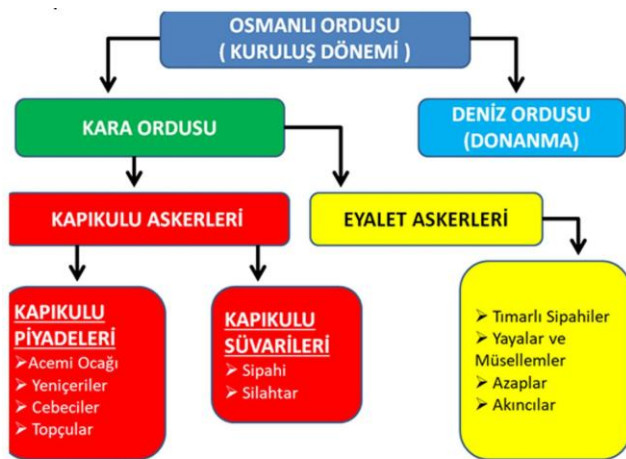 OSMANLI ORDUSU
( KURULUŞ DÖNEMİ )
KARA ORDUSU
DENİZ ORDUSU
(DONANMA)
KAPIKULU ASKERLERİ
EYALET ASKERLERİ
KAPIKULU
PİYADELERİ
➢Acemi Ocağı
➢ Yeniçeriler
➢ Cebeciler
➢ Topçular
KAPIKULU
SÜVARİLERİ
➢ Sipahi
➢ Silahtar
➢ Tımarlı Sipahiler
➢ Yayalar ve
Müsellemler
➢ Azaplar
➢ Akıncılar